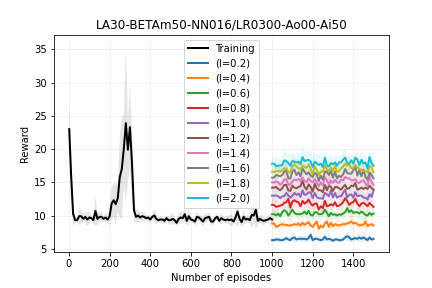 LA30-BETAm50-NN016/LR0300-Ao00-Ai50
Reward
35
30
25
20
15
10
5
Training
(l=0.2)
(l=0.4)
(l=0.6)
(l=0.8)
(l=1.0)
(l=1.2)
(l=1.4)
(l=1.6)
(l=1.8)
(l=2.0)
0 200 400 600 800 1000 1200 1400
Number of episodes